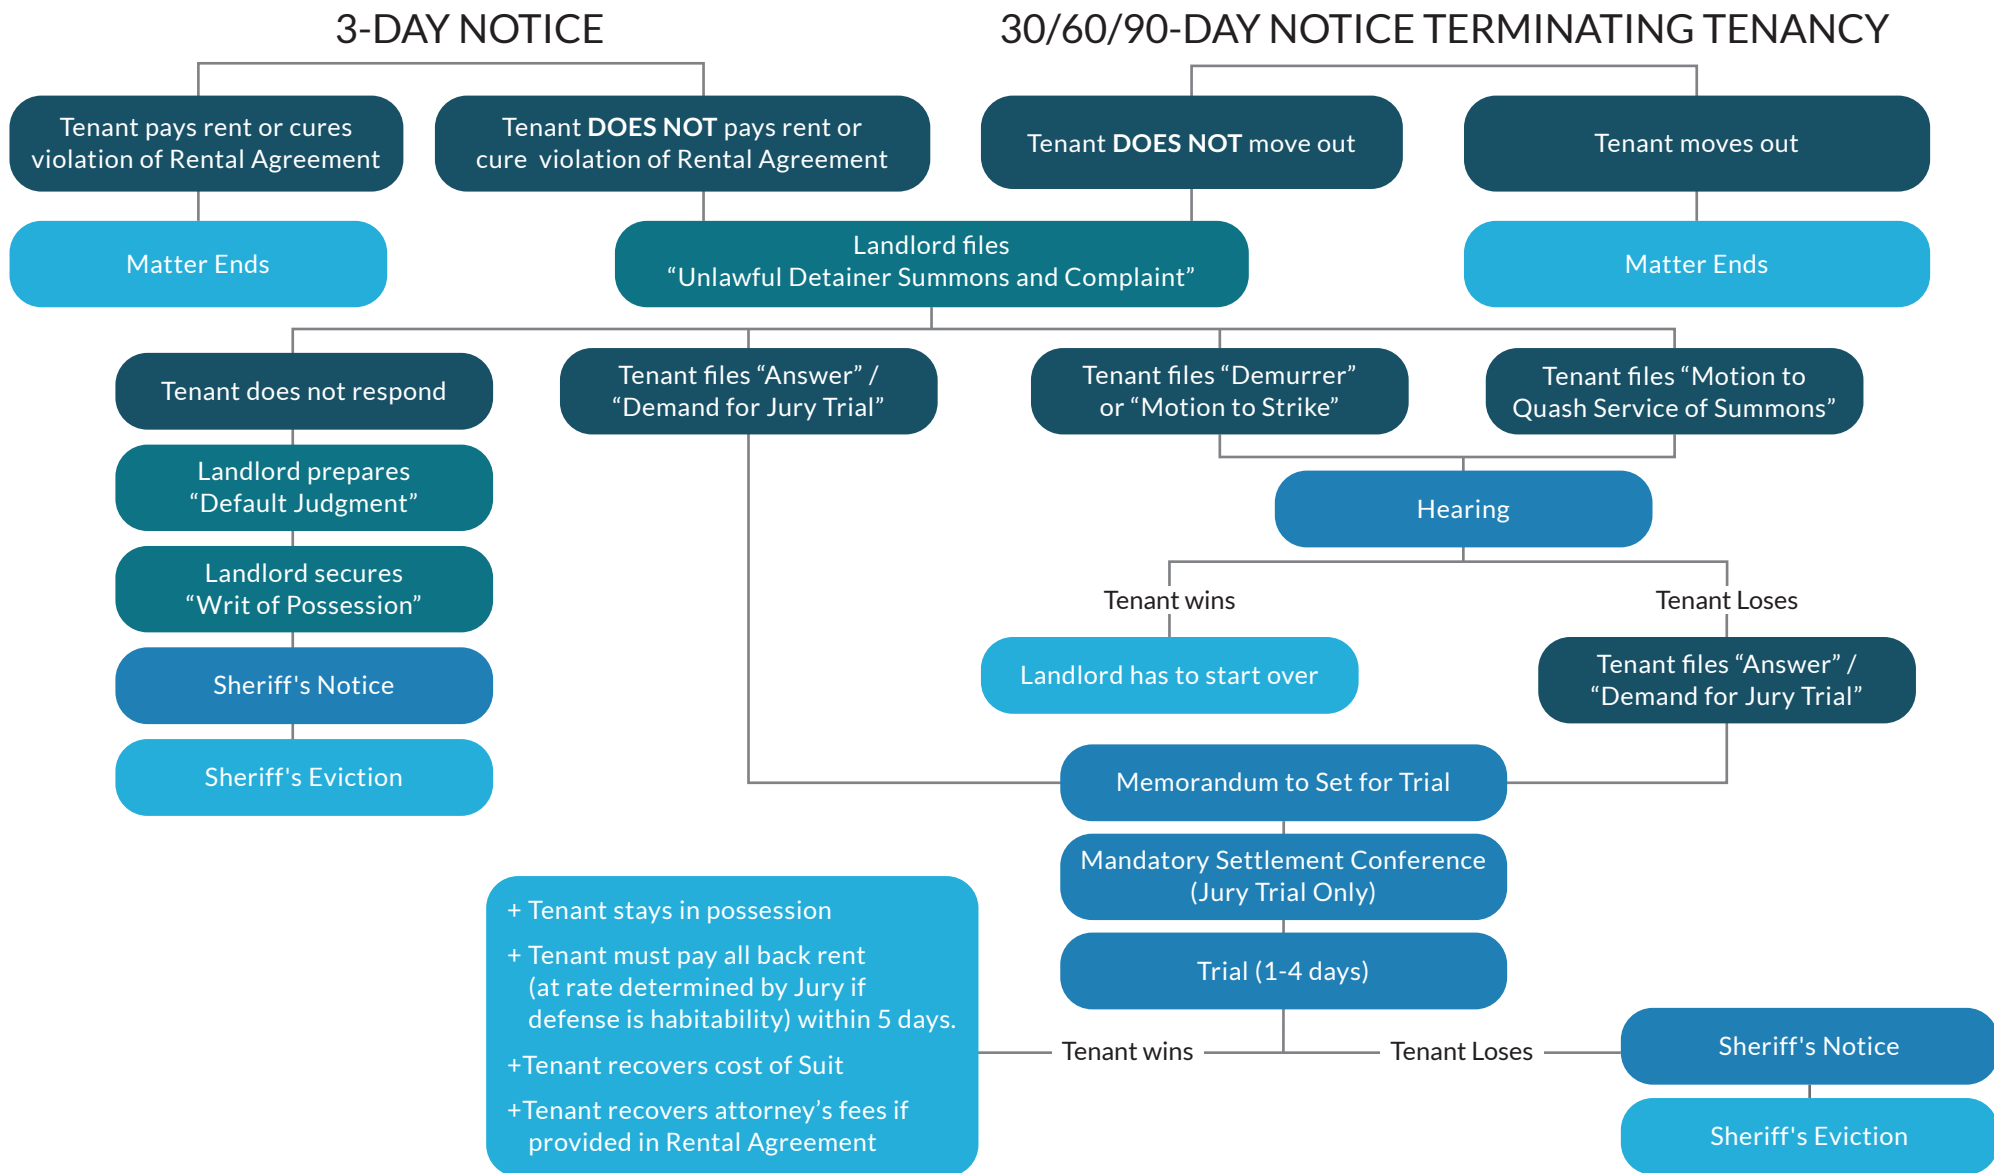 3-DAY NOTICE
30/60/90-DAY NOTICE TERMINATING TENANCY
Tenant pays rent or cures
violation of Rental Agreement
Tenant DOES NOT pays rent or
cure violation of Rental Agreement
Tenant DOES NOT move out
Tenant moves out
Matter Ends
Landlord files
“Unlawful Detainer Summons and Complaint”
Matter Ends
Tenant does not respond
Tenant files “Answer” /
“Demand for Jury Trial”
Tenant files “Demurrer”
or “Motion to Strike”
Tenant files “Motion to
Quash Service of Summons”
Landlord prepares
“Default Judgment”
Hearing
Landlord secures
“Writ of Possession”
Tenant wins
Tenant Loses
Sheriff's Notice
Landlord has to start over
Tenant files “Answer” /
“Demand for Jury Trial”
Sheriff's Eviction
Memorandum to Set for Trial
Mandatory Settlement Conference
(Jury Trial Only)
Trial (1-4 days)
+ Tenant stays in possession
+ Tenant must pay all back rent
(at rate determined by Jury if
defense is habitability) within 5 days.
+Tenant recovers cost of Suit
+Tenant recovers attorney’s fees if
provided in Rental Agreement
Tenant wins
Tenant Loses
Sheriff's Notice
Sheriff's Eviction